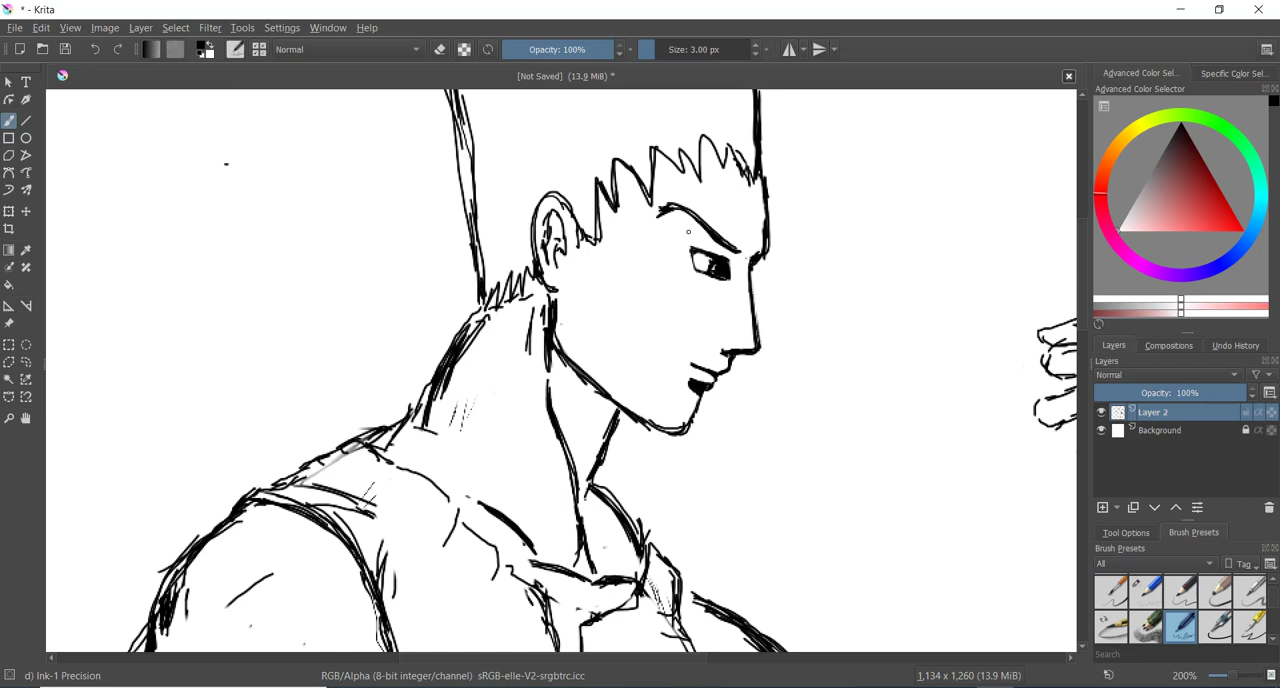 * - Krita
File Edit View Image Layer Select Filter Tools Settings Window Help
Normal Opacity: 100% Size: 3.00 px
[Not Saved] (13.9 MiB) *
Advanced Color Sel... Specific Color Sel...
Advanced Color Selector
Layers Compositions Undo History
Layers
Normal
Opacity: 100%
Layer 2
Background
Tool Options Brush Presets
Brush Presets
All Tag
Search
d) Ink-1 Precision RGB/Alpha (8-bit integer/channel) sRGB-elle-V2-srgbtrc.icc 1,134 x 1,260 (13.9 MiB) 200%